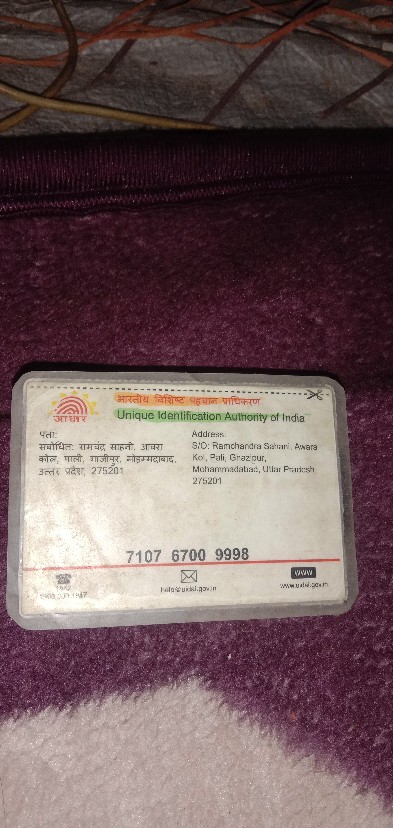 भारतीय विशिष्ट पहचान प्राधिकरण
Unique Identification Authority of India
आधार
पता:
संबोधित: रामचंद्र साहनी, आवरा
कोल, पाली, गाजीपुर, मोहम्मदाबाद,
उत्तर प्रदेश, 275201
Address:
S/O: Ramchandra Sahani, Awara
Kol, Pali, Ghazipur,
Mohammadabad, Uttar Pradesh
275201
7107 6700 9998
1947
help@uidai.gov.in
www
www.uidai.gov.in